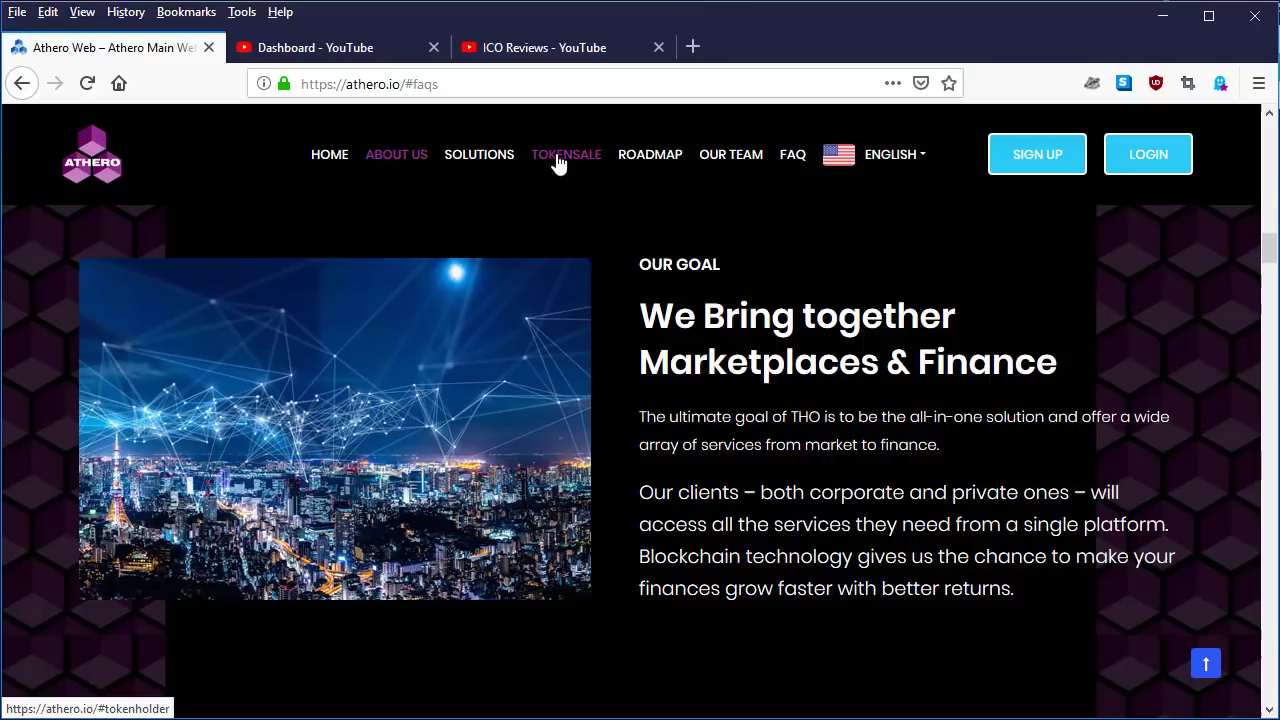 File Edit View History Bookmarks Tools Help
Athero Web – Athero Main We
Dashboard - YouTube
ICO Reviews - YouTube
https://athero.io/#faqs
ATHERO
HOME ABOUT US SOLUTIONS TOKENSALE ROADMAP OUR TEAM FAQ ENGLISH SIGN UP LOGIN
OUR GOAL
We Bring together
Marketplaces & Finance
The ultimate goal of THO is to be the all-in-one solution and offer a wide
array of services from market to finance.
Our clients – both corporate and private ones – will
access all the services they need from a single platform.
Blockchain technology gives us the chance to make your
finances grow faster with better returns.
https://athero.io/#tokenholder